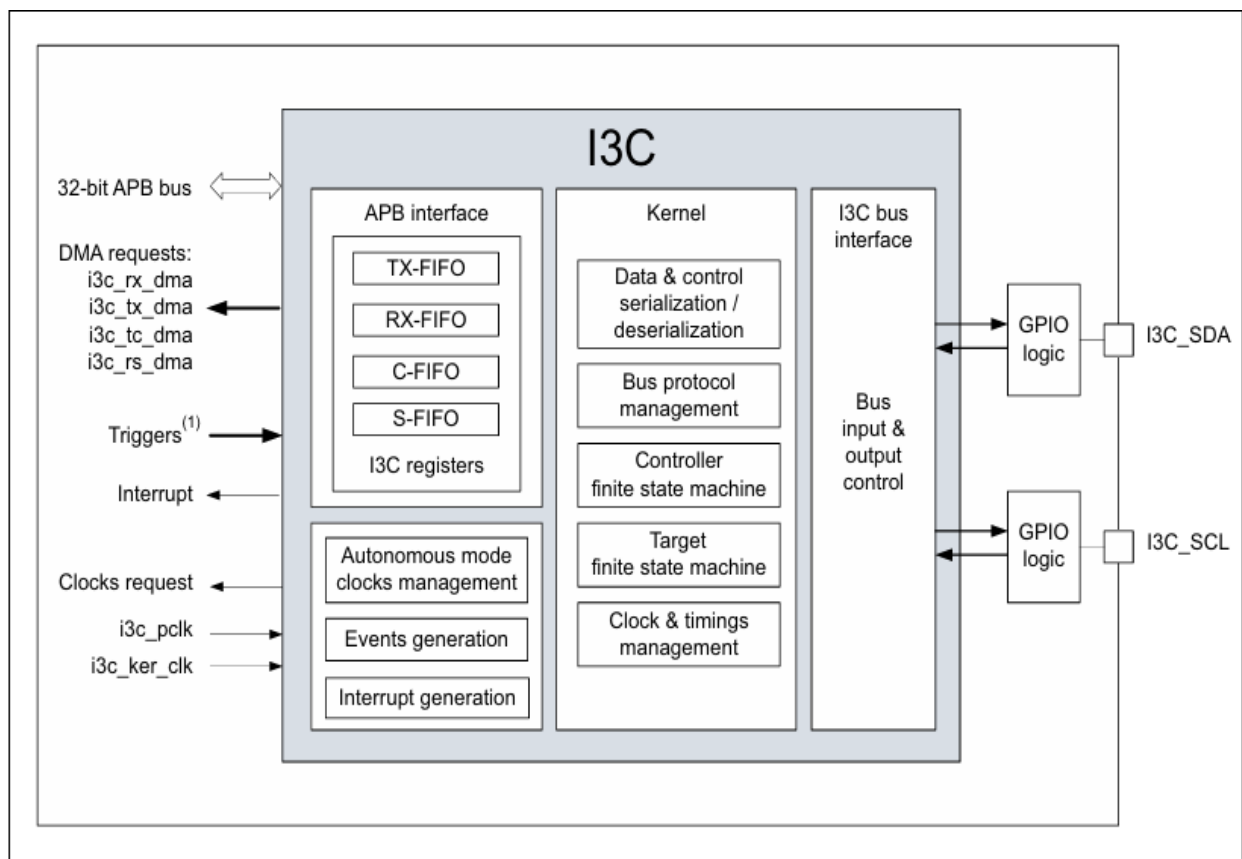 I3C
32-bit APB bus
DMA requests:
i3c_rx_dma
i3c_tx_dma
i3c_tc_dma
i3c_rs_dma
Triggers(1)
Interrupt
Clocks request
i3c_pclk
i3c_ker_clk
APB interface
TX-FIFO
RX-FIFO
C-FIFO
S-FIFO
I3C registers
Autonomous mode
clocks management
Events generation
Interrupt generation
Kernel
Data & control
serialization /
deserialization
Bus protocol
management
Controller
finite state machine
Target
finite state machine
Clock & timings
management
I3C bus
interface
Bus
input &
output
control
GPIO
logic
I3C_SDA
GPIO
logic
I3C_SCL